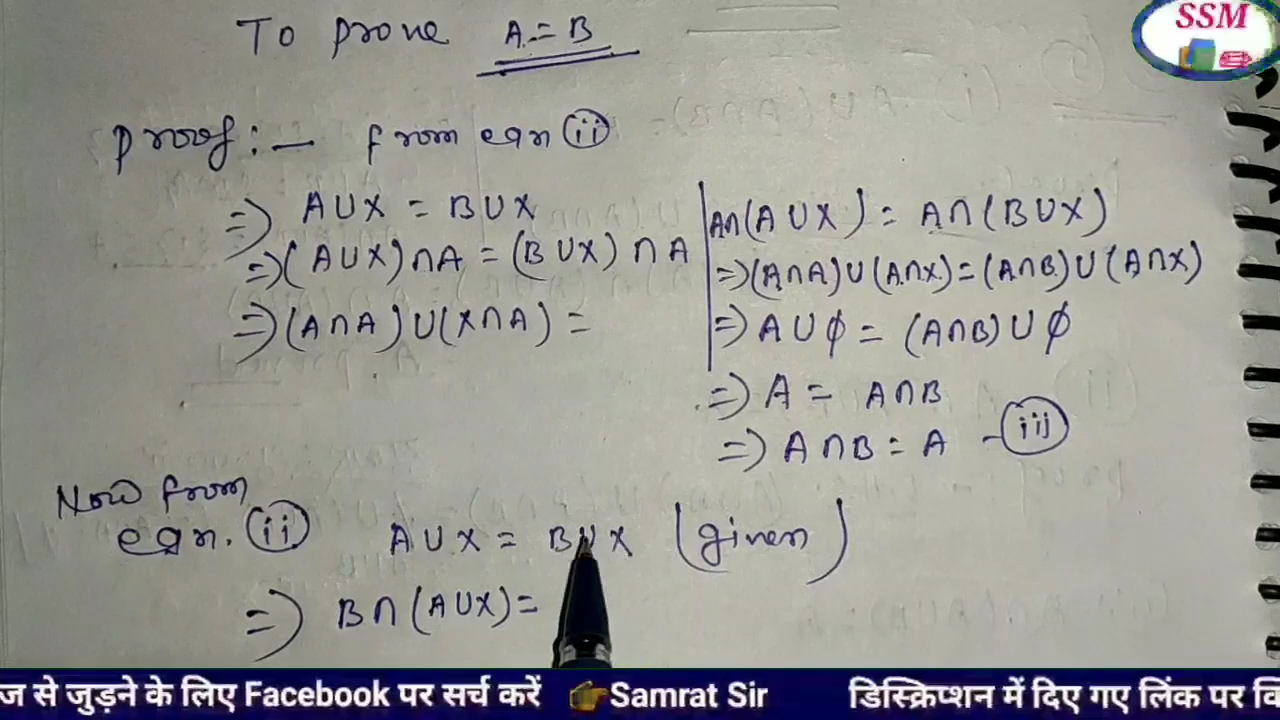 SSM
To prove A = B
Proof :- from eqn (ii)
=> A∪X = B∪X
=> (A∪X)∩A = (B∪X)∩A
=> (A∩A)∪(X∩A) =
A∩(A∪X) = A∩(B∪X)
=> (A∩A)∪(A∩X) = (A∩B)∪(A∩X)
=> A∪ϕ = (A∩B)∪ϕ
=> A = A∩B
=> A∩B = A - (iii)
Now from
eqn. (ii) A∪X = B∪X (given)
=> B∩(A∪X) =
ज से जुड़ने के लिए Facebook पर सर्च करें 👉Samrat Sir डिस्क्रिप्शन में दिए गए लिंक पर